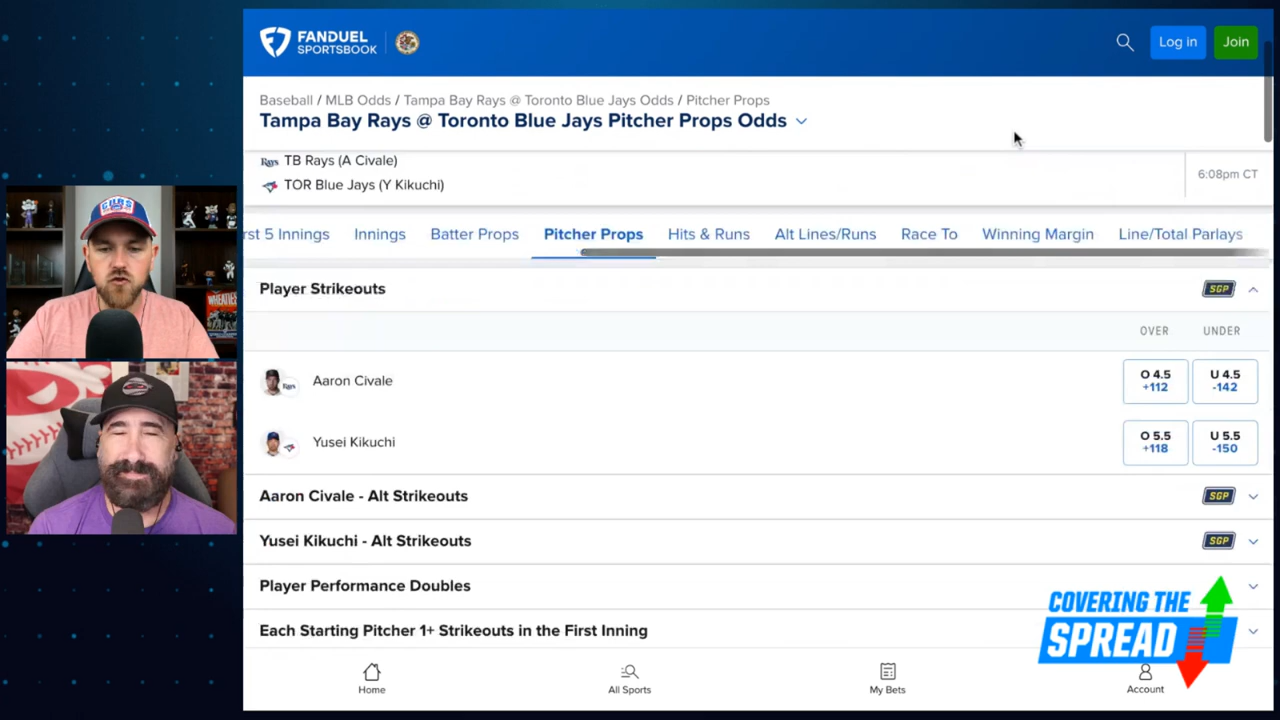 FANDUEL
SPORTSBOOK
Log in
Join
Baseball / MLB Odds / Tampa Bay Rays @ Toronto Blue Jays Odds / Pitcher Props
Tampa Bay Rays @ Toronto Blue Jays Pitcher Props Odds
Rays TB Rays (A Civale)
TOR Blue Jays (Y Kikuchi)
6:08pm CT
rst 5 Innings Innings Batter Props Pitcher Props Hits & Runs Alt Lines/Runs Race To Winning Margin Line/Total Parlays
Player Strikeouts SGP
OVER UNDER
Rays Aaron Civale
O 4.5 U 4.5
+112 -142
Yusei Kikuchi
O 5.5 U 5.5
+118 -150
Aaron Civale - Alt Strikeouts SGP
Yusei Kikuchi - Alt Strikeouts SGP
Player Performance Doubles
Each Starting Pitcher 1+ Strikeouts in the First Inning
COVERING THE
SPREAD
Home All Sports My Bets Account
CUBS
WHEATIES